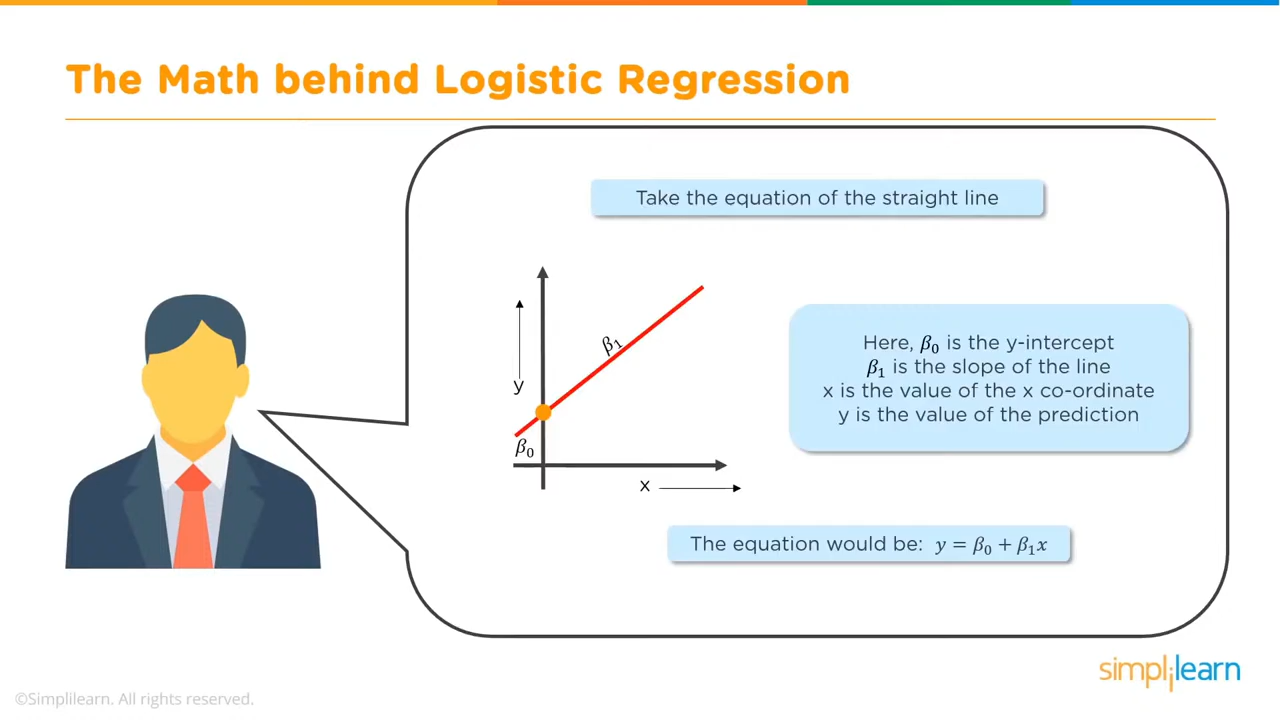 The Math behind Logistic Regression
Take the equation of the straight line
β₁
y
β₀
x
Here, β₀ is the y-intercept
β₁ is the slope of the line
x is the value of the x co-ordinate
y is the value of the prediction
The equation would be: y = β₀ + β₁x
simplilearn
©Simplilearn. All rights reserved.